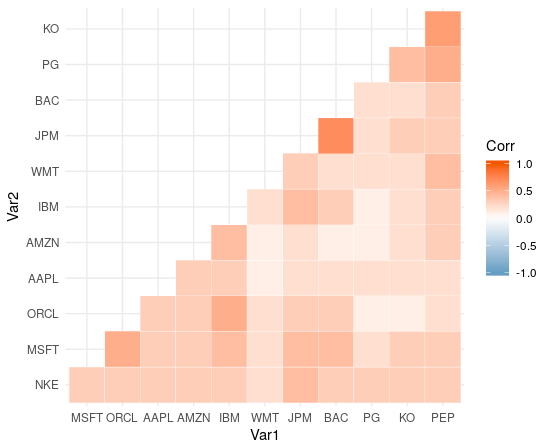 KO
PG
BAC
JPM
WMT
IBM
AMZN
AAPL
ORCL
MSFT
NKE
Var2
MSFT ORCL AAPL AMZN IBM WMT JPM BAC PG KO PEP
Var1
Corr
1.0
0.5
0.0
-0.5
-1.0